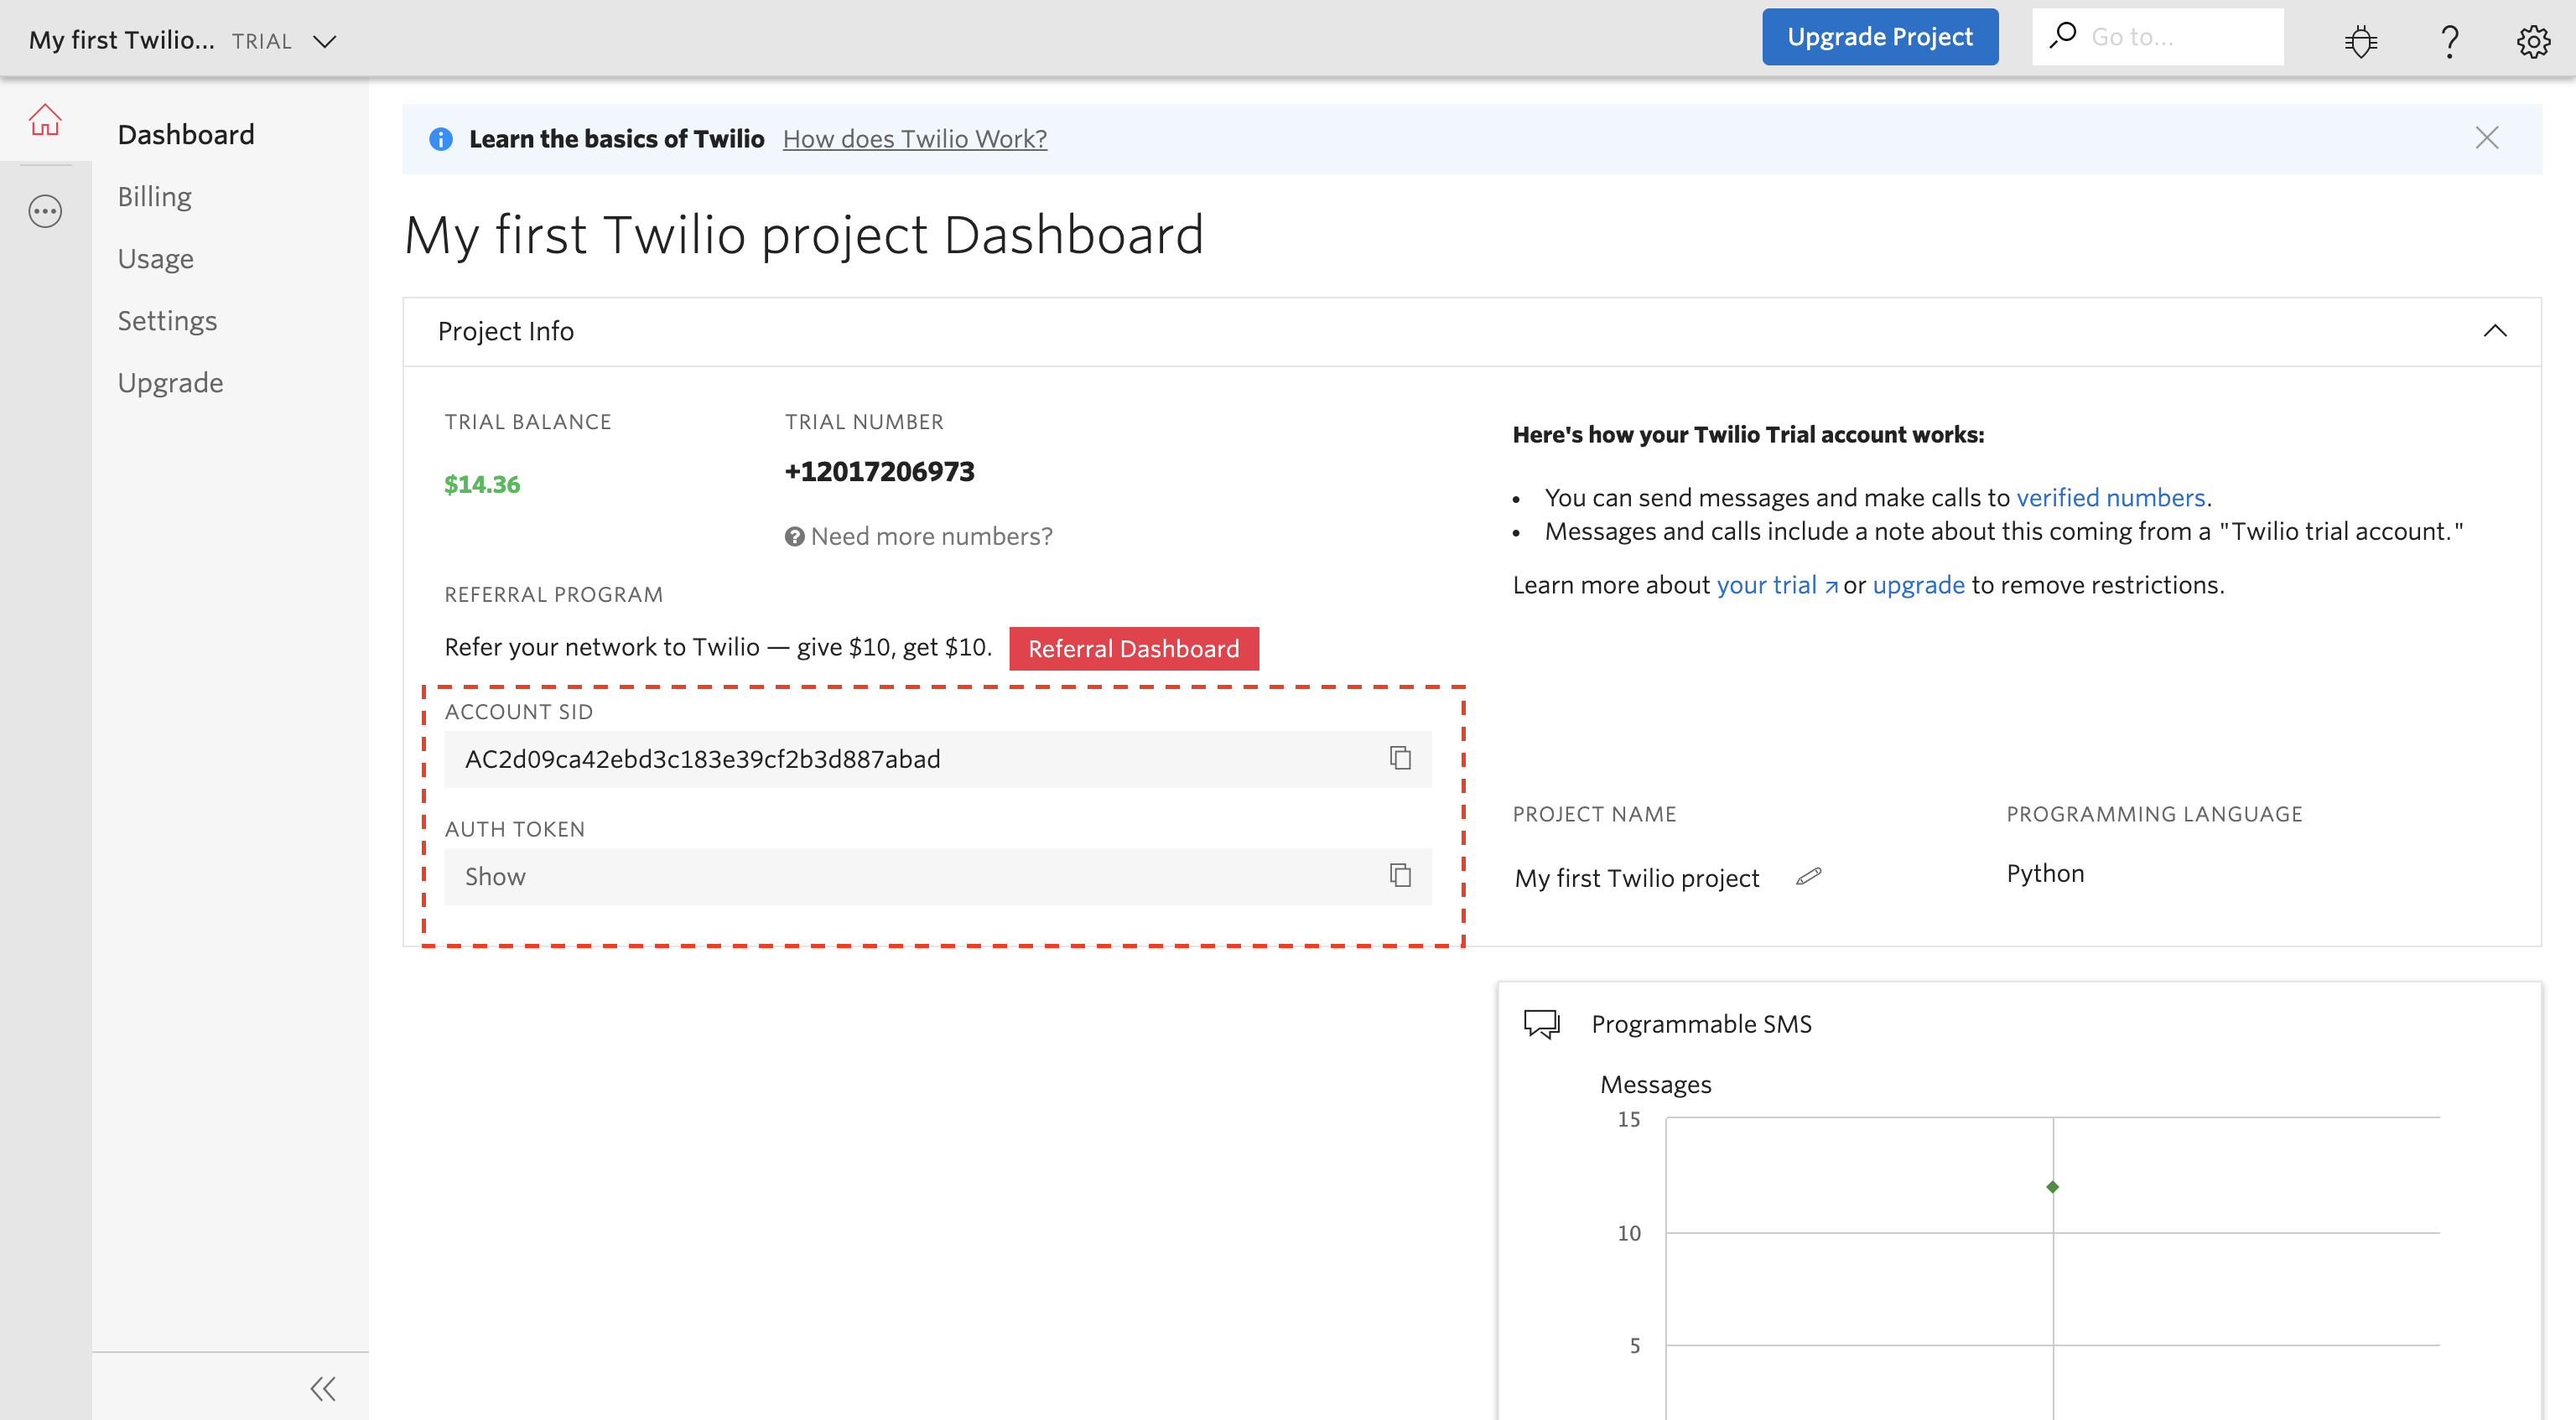 My first Twilio... TRIAL
Upgrade Project
Go to...
Dashboard
Billing
Usage
Settings
Upgrade
Learn the basics of Twilio How does Twilio Work?
My first Twilio project Dashboard
Project Info
TRIAL BALANCE
$14.36
TRIAL NUMBER
+12017206973
Need more numbers?
REFERRAL PROGRAM
Refer your network to Twilio — give $10, get $10. Referral Dashboard
ACCOUNT SID
AC2d09ca42ebd3c183e39cf2b3d887abad
AUTH TOKEN
Show
Here's how your Twilio Trial account works:
• You can send messages and make calls to verified numbers.
• Messages and calls include a note about this coming from a "Twilio trial account."
Learn more about your trial or upgrade to remove restrictions.
PROJECT NAME
My first Twilio project
PROGRAMMING LANGUAGE
Python
Programmable SMS
Messages
15
10
5